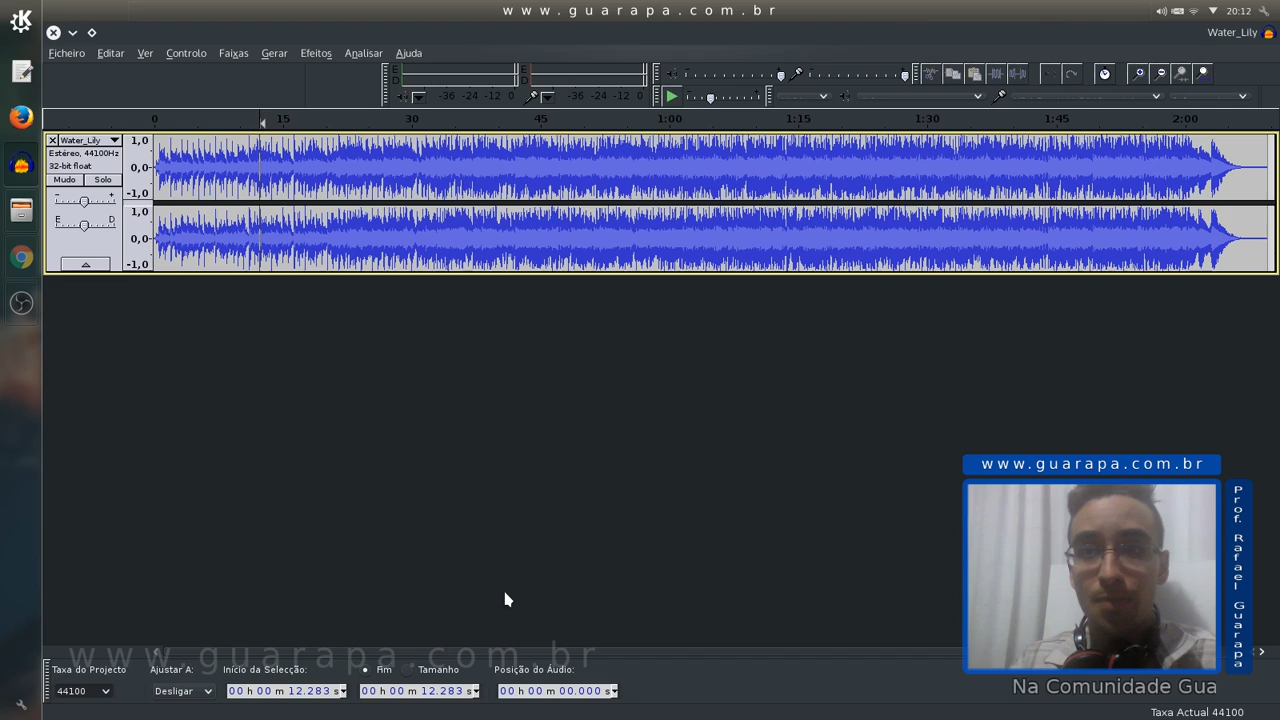 www.guarapa.com.br
20:12
Water_Lily
Ficheiro Editar Ver Controlo Faixas Gerar Efeitos Analisar Ajuda
E D E D
-36 -24 -12 0 -36 -24 -12 0
0 15 30 45 1:00 1:15 1:30 1:45 2:00
Water_Lily 1,0
Estéreo, 44100Hz
32-bit float 0,0
Mudo Solo
-1,0
- +
1,0
E D
0,0
-1,0
www.guarapa.com.br
Prof. Rafael Guarapa
www.guarapa.com.br
Taxa do Projecto Ajustar A: Início da Selecção: Fim Tamanho Posição do Áudio:
44100 Desligar 00 h 00 m 12.283 s 00 h 00 m 12.283 s 00 h 00 m 00.000 s
Na Comunidade Gua
Taxa Actual 44100